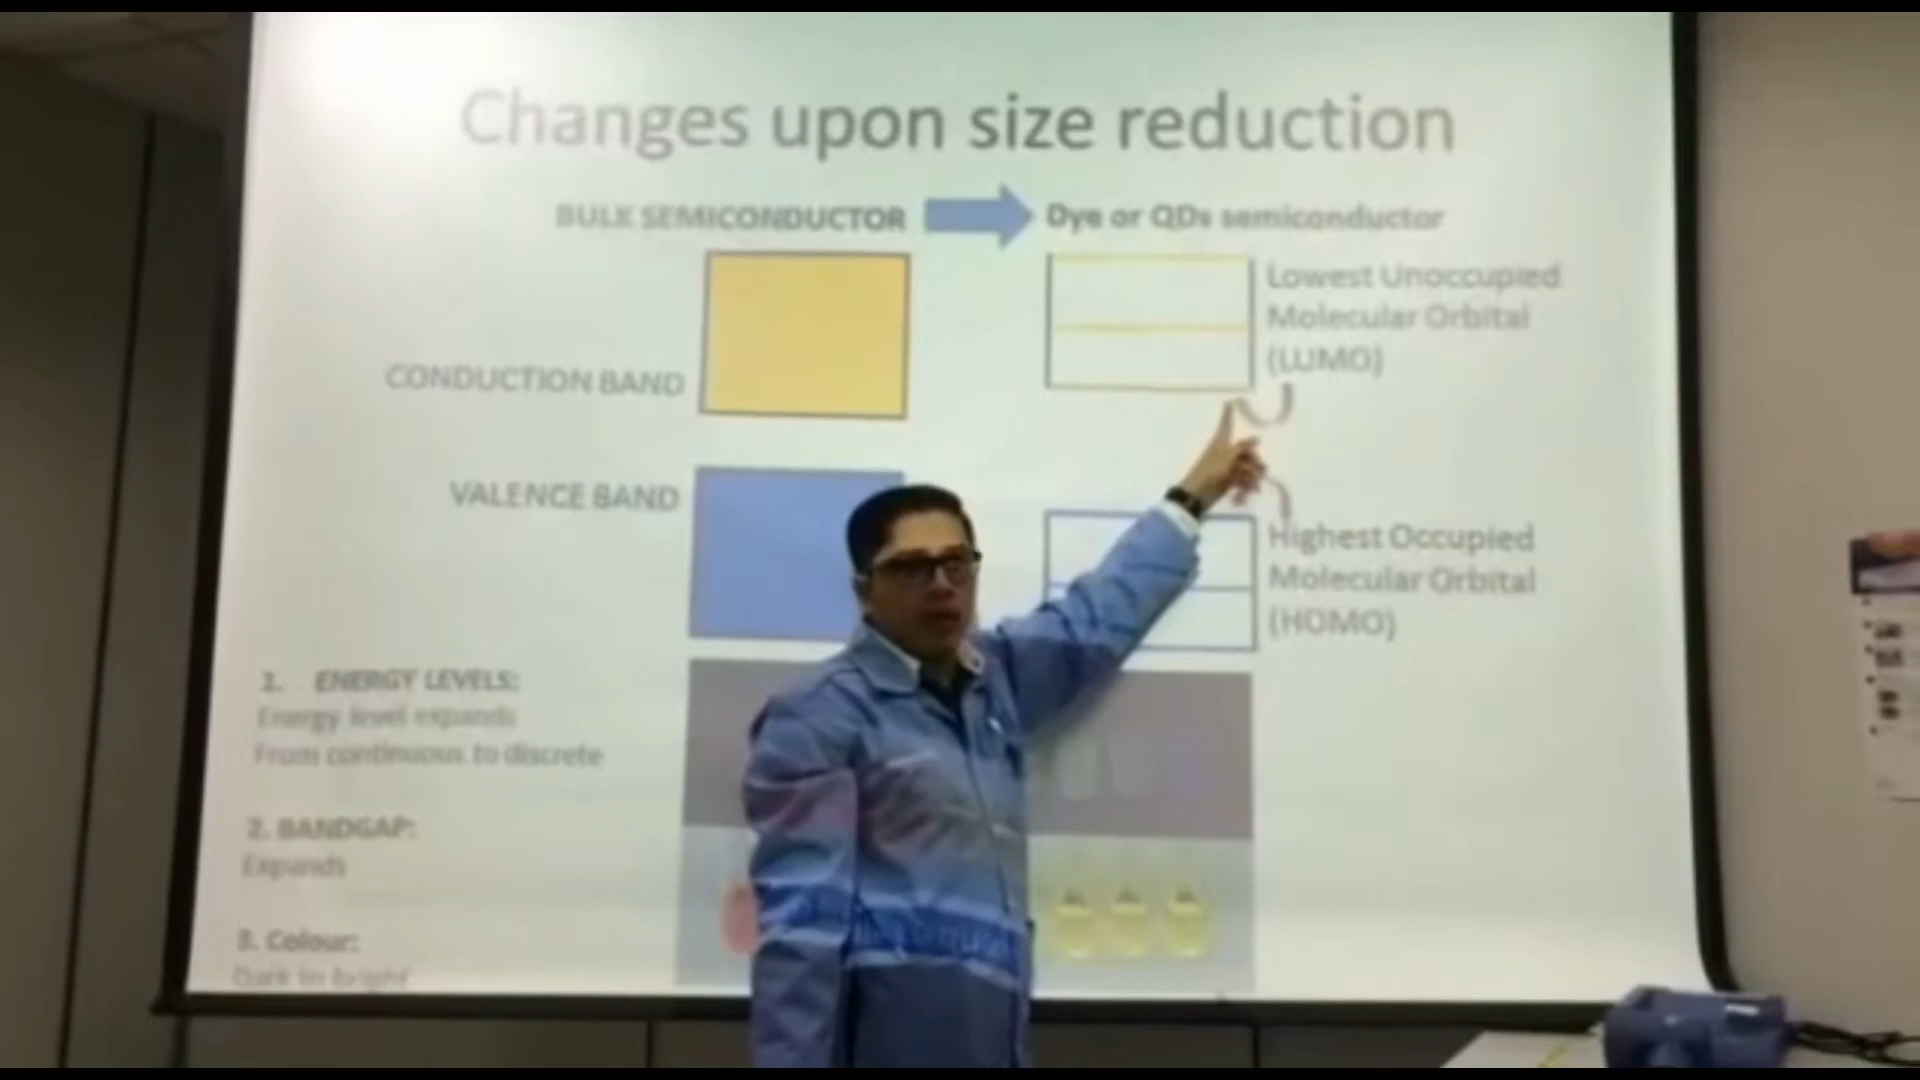 Changes upon size reduction
BULK SEMICONDUCTOR
Dye or QDs semiconductor
Lowest Unoccupied
Molecular Orbital
(LUMO)
CONDUCTION BAND
VALENCE BAND
Highest Occupied
Molecular Orbital
(HOMO)
1. ENERGY LEVELS:
Energy level expands
From continuous to discrete
2. BANDGAP:
Expands
3. Colour:
Dark to bright